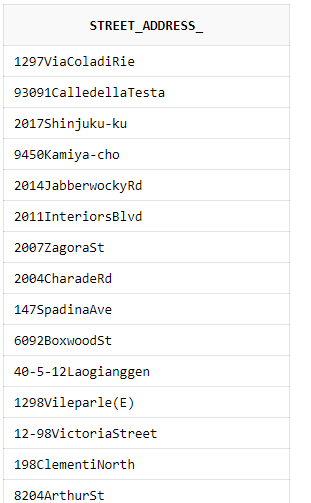 STREET_ADDRESS_
1297ViaColadiRie
93091CalledellaTesta
2017Shinjuku-ku
9450Kamiya-cho
2014JabberwockyRd
2011InteriorsBlvd
2007ZagoraSt
2004CharadeRd
147SpadinaAve
6092BoxwoodSt
40-5-12Laogianggen
1298Vileparle(E)
12-98VictoriaStreet
198ClementiNorth
8204ArthurSt